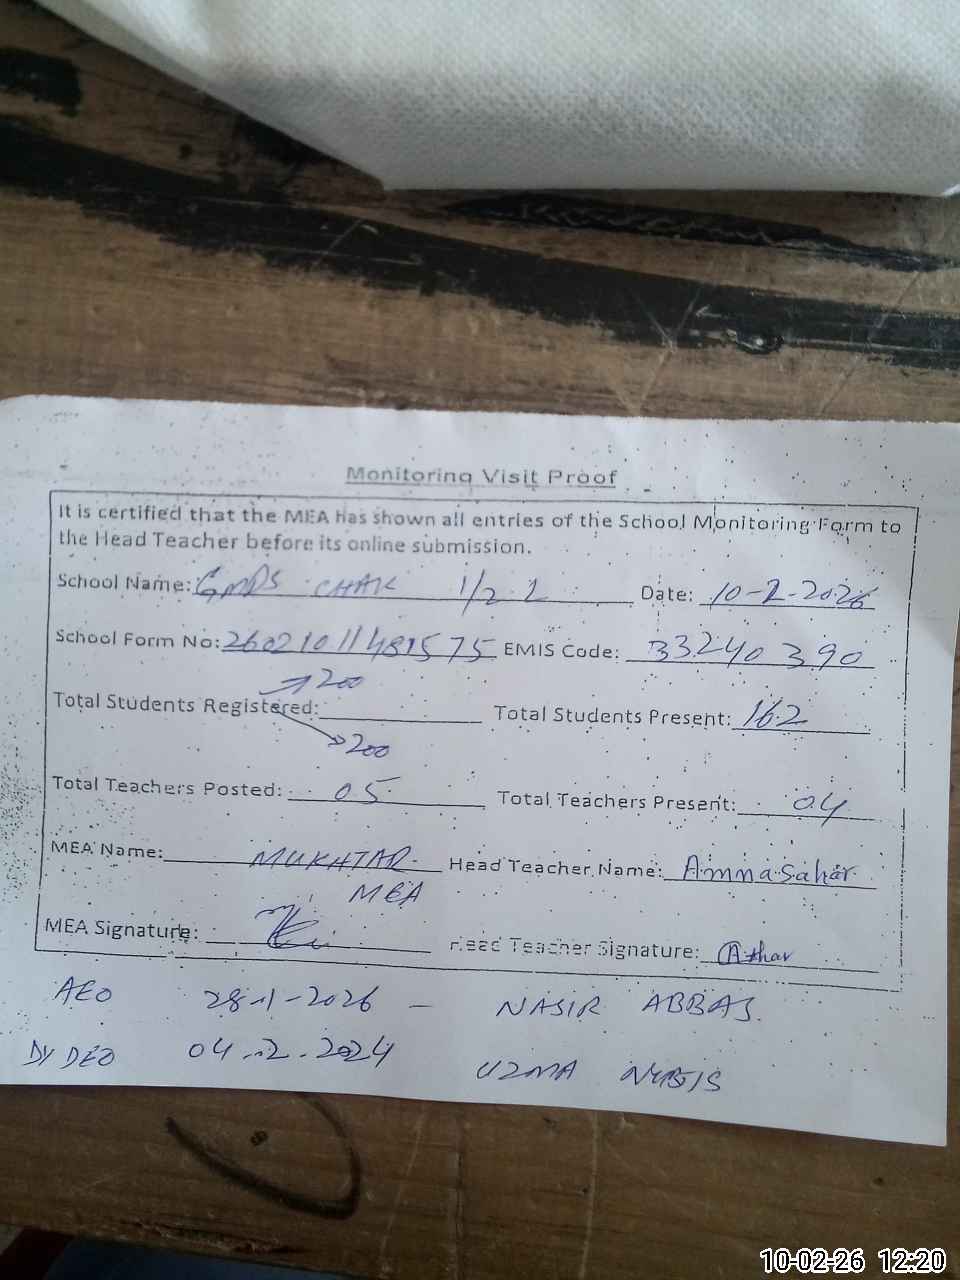 Monitoring Visit Proof
It is certified that the MEA has shown all entries of the School Monitoring Form to
the Head Teacher before its online submission.
School Name: GMPS CHAK 1/2.L Date: 10-2-2026
School Form No: 26021011481575 EMIS Code: 33240390
→ 200
Total Students Registered: Total Students Present: 162
→ 200
Total Teachers Posted: 05 Total Teachers Present: 04
MEA Name: MUKHTAR Head Teacher Name: Amna Sahar
MEA
MEA Signature: Head Teacher Signature:
AEO 28-1-2026 - NASIR ABBAS.
DY DEO 04.2.2024 UZMA
10-02-26 12:20